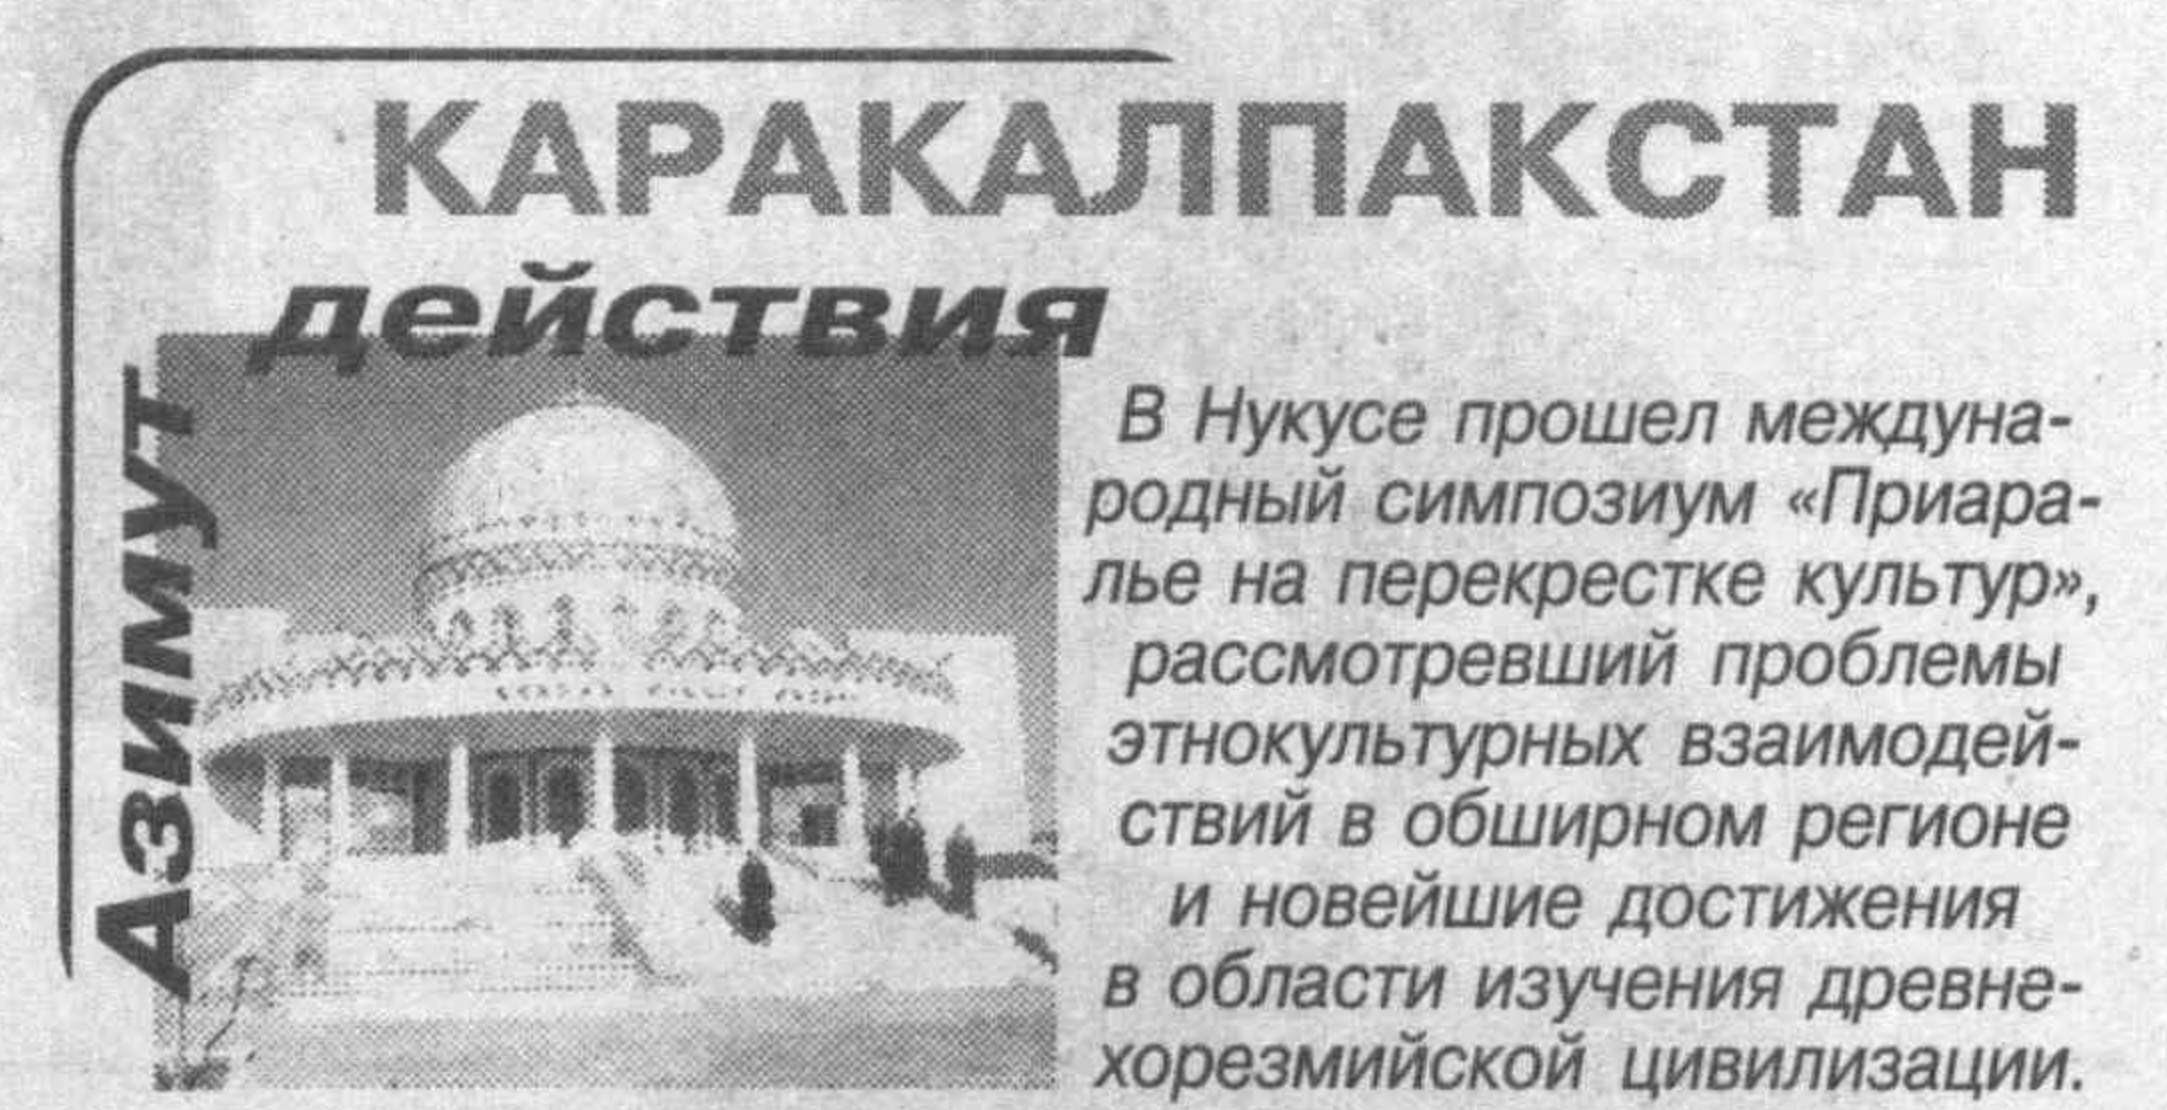 КАРАКАЛПАКСТАН
Азимут
действия
В Нукусе прошел междуна-
родный симпозиум «Приара-
лье на перекрестке культур»,
рассмотревший проблемы
этнокультурных взаимодей-
ствий в обширном регионе
и новейшие достижения
в области изучения древне-
хорезмийской цивилизации.